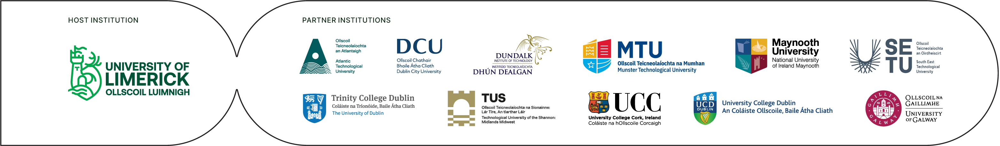 HOST INSTITUTION
UNIVERSITY OF
LIMERICK
OLLSCOIL LUIMNIGH
PARTNER INSTITUTIONS
Ollscoil
Teicneolaíochta
an Atlantaigh
Atlantic
Technological
University
DCU
Ollscoil Chathair
Bhaile Átha Cliath
Dublin City University
DUNDALK
INSTITUTE OF TECHNOLOGY
INSTITIÚID TEICNEOLAÍOCHTA
DHÚN DEALGAN
MTU
Ollscoil Teicneolaíochta na Mumhan
Munster Technological University
Maynooth
University
National University
of Ireland Maynooth
SE
TU
Ollscoil
Teicneolaíochta
an Oirdheiscirt
South East
Technological
University
Trinity College Dublin
Coláiste na Tríonóide, Baile Átha Cliath
The University of Dublin
TUS
Ollscoil Teicneolaíochta na Sionainne:
Lár Tíre, An tIarthar Láir
Technological University of the Shannon:
Midlands Midwest
UCC
University College Cork, Ireland
Coláiste na hOllscoile Corcaigh
UCD
DUBLIN
University College Dublin
An Coláiste Ollscoile, Baile Átha Cliath
GAILLIMH
1845
GALWAY
OLLSCOIL NA
GAILLIMHE
UNIVERSITY
OF GALWAY